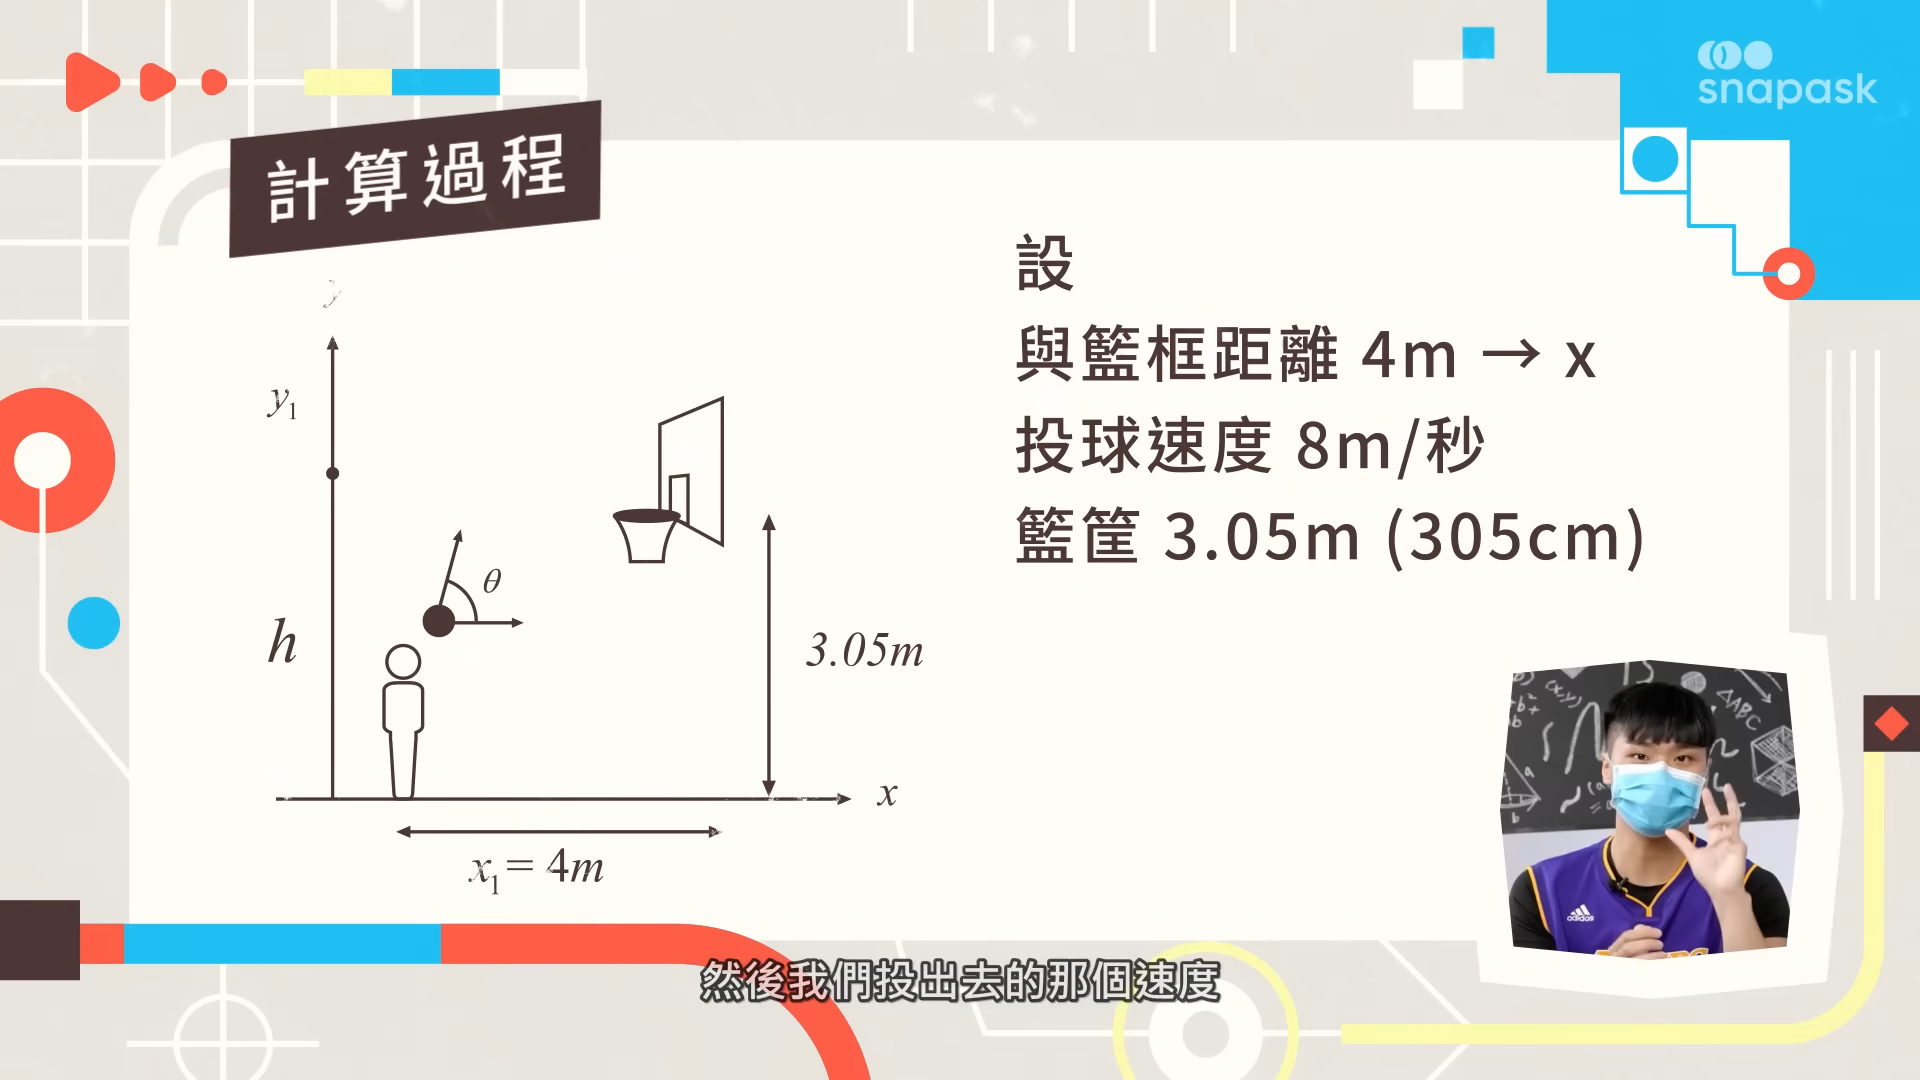 snapask
計算過程
y
y₁
h
θ
3.05m
x
x₁ = 4m
設
與籃框距離 4m → x
投球速度 8m/秒
籃筐 3.05m (305cm)
△ABC
adidas
然後我們投出去的那個速度